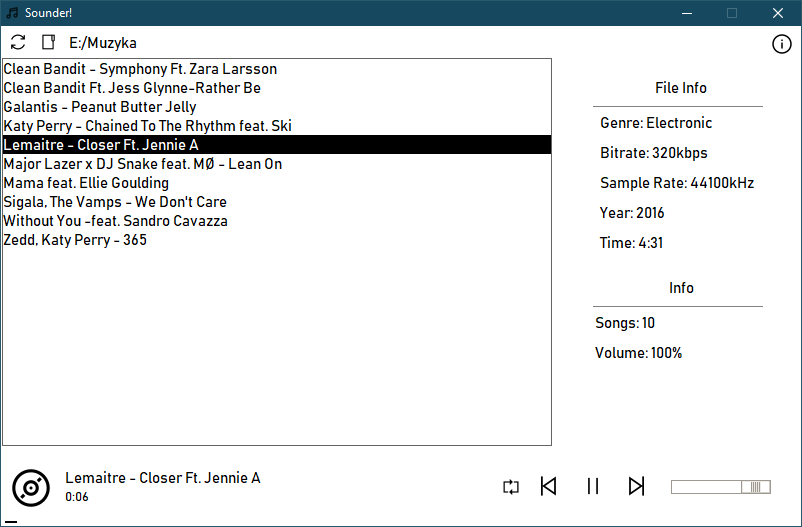 Sounder!
E:/Muzyka
Clean Bandit - Symphony Ft. Zara Larsson
Clean Bandit Ft. Jess Glynne-Rather Be
Galantis - Peanut Butter Jelly
Katy Perry - Chained To The Rhythm feat. Ski
Lemaitre - Closer Ft. Jennie A
Major Lazer x DJ Snake feat. MØ - Lean On
Mama feat. Ellie Goulding
Sigala, The Vamps - We Don't Care
Without You -feat. Sandro Cavazza
Zedd, Katy Perry - 365
File Info
Genre: Electronic
Bitrate: 320kbps
Sample Rate: 44100kHz
Year: 2016
Time: 4:31
Info
Songs: 10
Volume: 100%
Lemaitre - Closer Ft. Jennie A
0:06